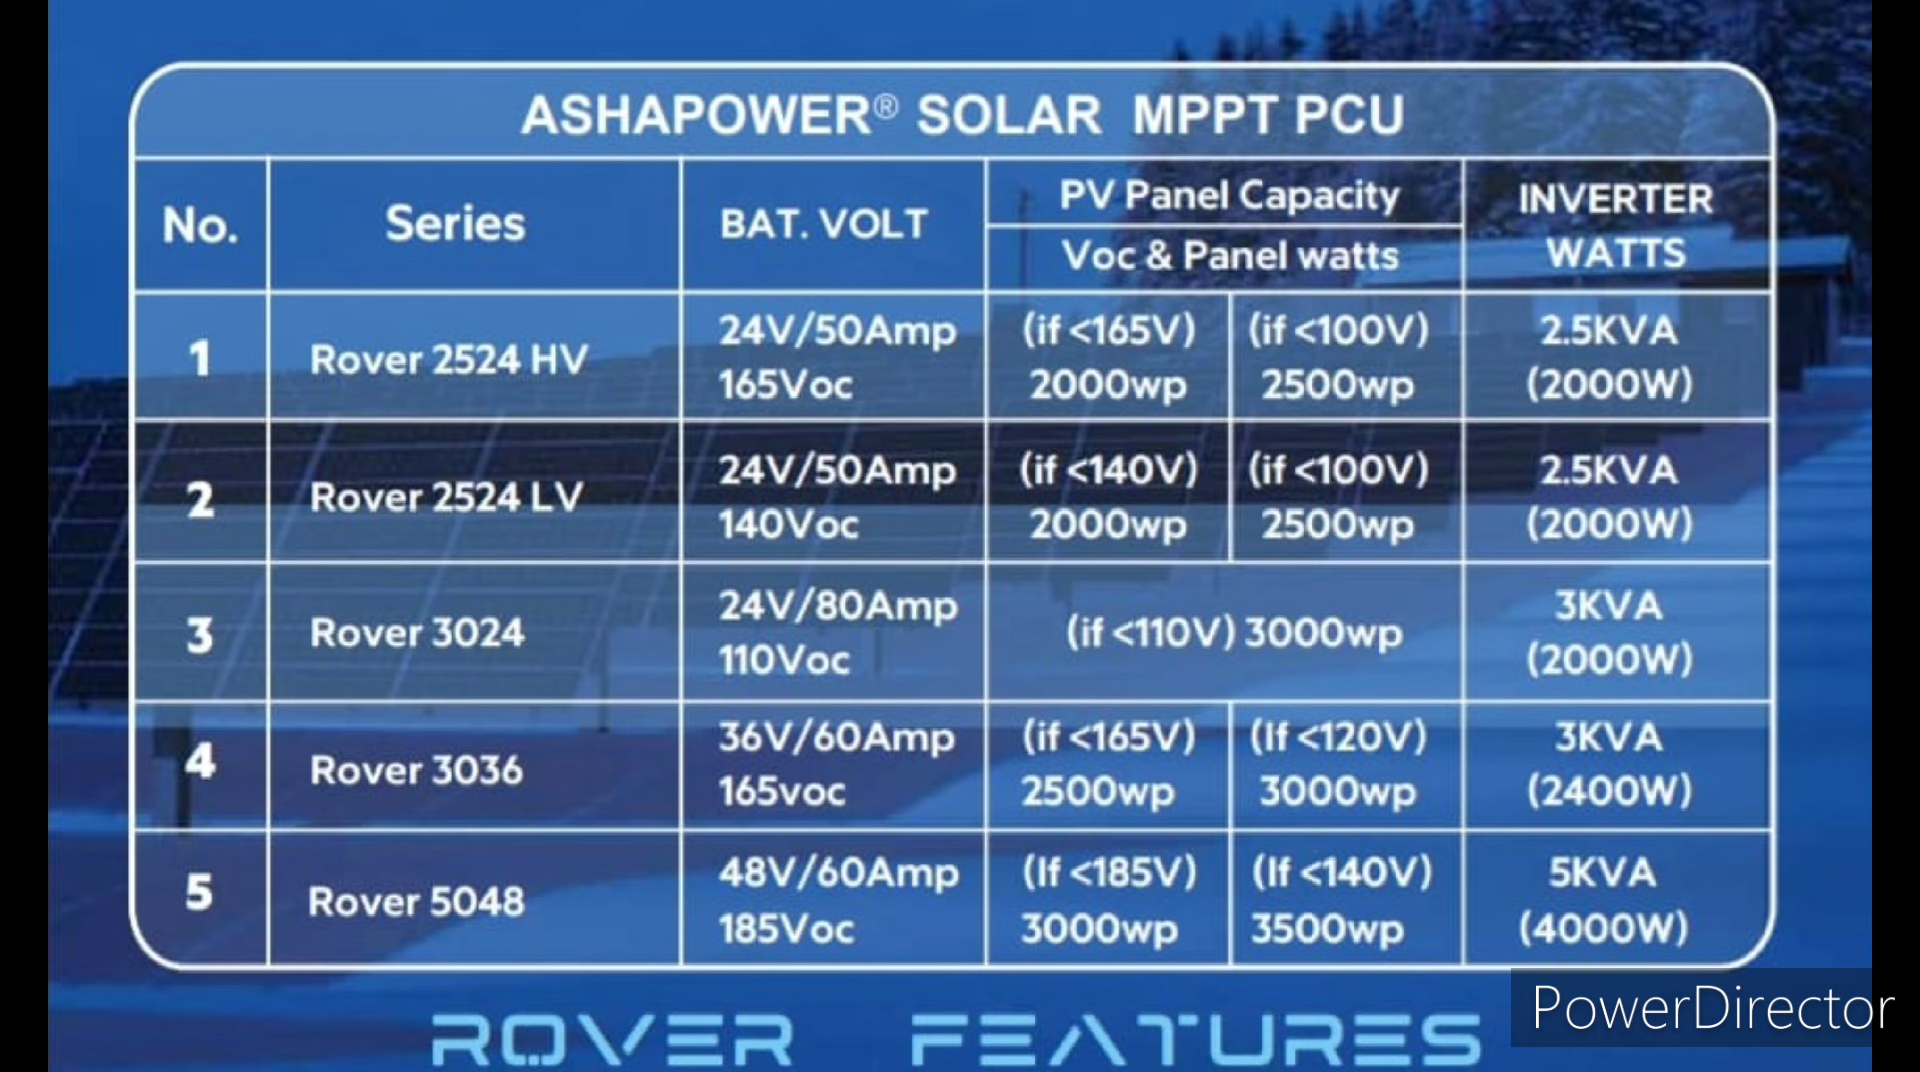 ASHAPOWER® SOLAR MPPT PCU
No.
Series
BAT. VOLT
PV Panel Capacity
Voc & Panel watts
INVERTER
WATTS
1
Rover 2524 HV
24V/50Amp
165Voc
(if <165V)
2000wp
(if <100V)
2500wp
2.5KVA
(2000W)
2
Rover 2524 LV
24V/50Amp
140Voc
(if <140V)
2000wp
(if <100V)
2500wp
2.5KVA
(2000W)
3
Rover 3024
24V/80Amp
110Voc
(if <110V) 3000wp
3KVA
(2000W)
4
Rover 3036
36V/60Amp
165voc
(if <165V)
2500wp
(If <120V)
3000wp
3KVA
(2400W)
5
Rover 5048
48V/60Amp
185Voc
(If <185V)
3000wp
(If <140V)
3500wp
5KVA
(4000W)
ROVER FEATURES
PowerDirector